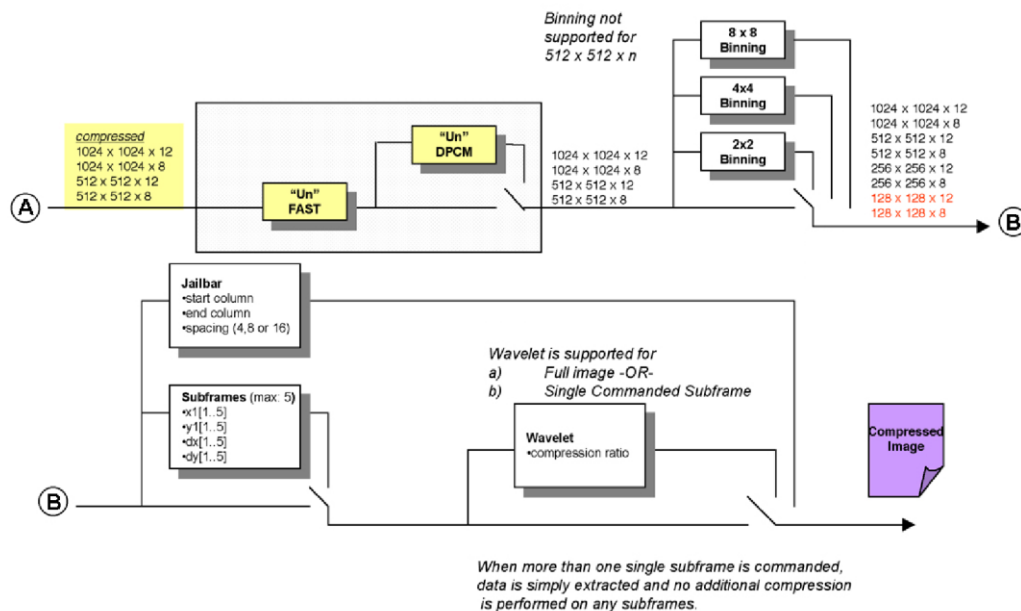 Binning not
supported for
512 x 512 x n
8 x 8
Binning
4x4
Binning
2x2
Binning
compressed
1024 x 1024 x 12
1024 x 1024 x 8
512 x 512 x 12
512 x 512 x 8
"Un"
DPCM
"Un"
FAST
1024 x 1024 x 12
1024 x 1024 x 8
512 x 512 x 12
512 x 512 x 8
1024 x 1024 x 12
1024 x 1024 x 8
512 x 512 x 12
512 x 512 x 8
256 x 256 x 12
256 x 256 x 8
128 x 128 x 12
128 x 128 x 8
A
B
Jailbar
•start column
•end column
•spacing (4,8 or 16)
Subframes (max: 5)
•x1[1..5]
•y1[1..5]
•dx[1..5]
•dy[1..5]
B
Wavelet is supported for
a) Full image -OR-
b) Single Commanded Subframe
Wavelet
•compression ratio
Compressed
Image
When more than one single subframe is commanded,
data is simply extracted and no additional compression
is performed on any subframes.